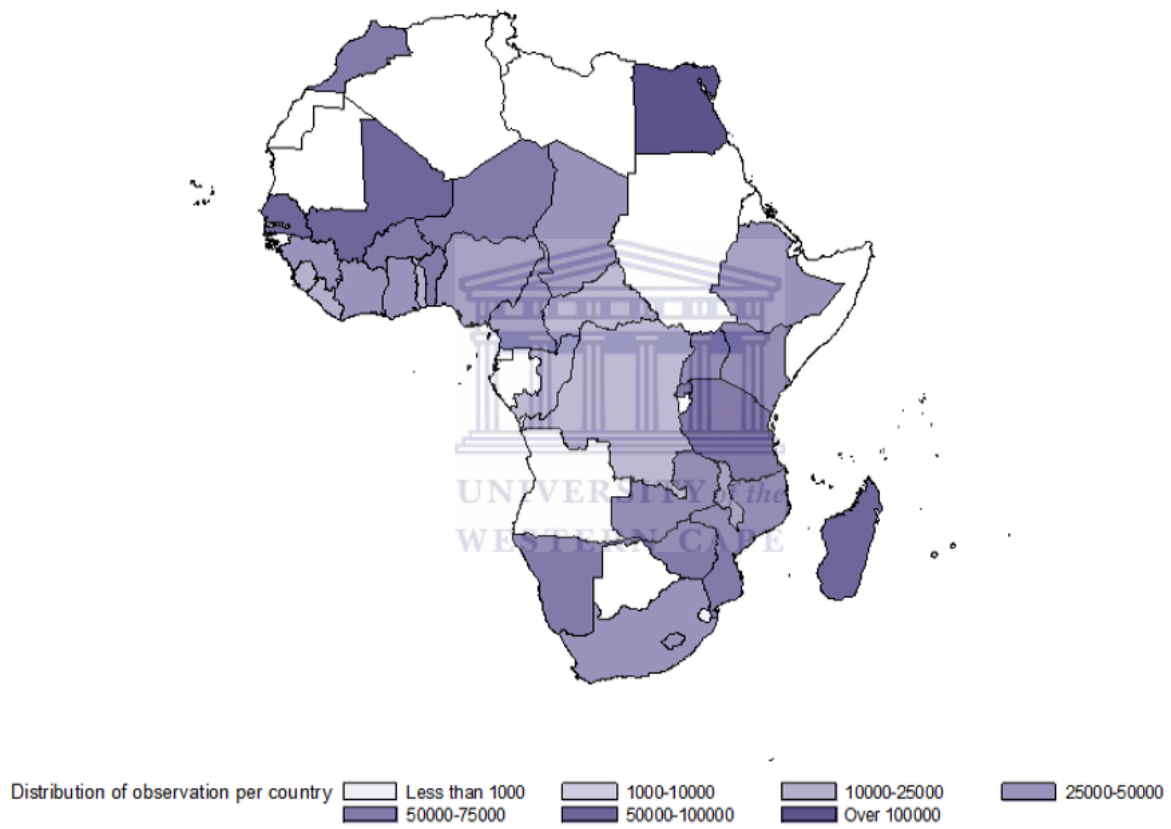 UNIVERSITY of the
WESTERN CAPE
Distribution of observation per country
Less than 1000
1000-10000
10000-25000
25000-50000
50000-75000
50000-100000
Over 100000